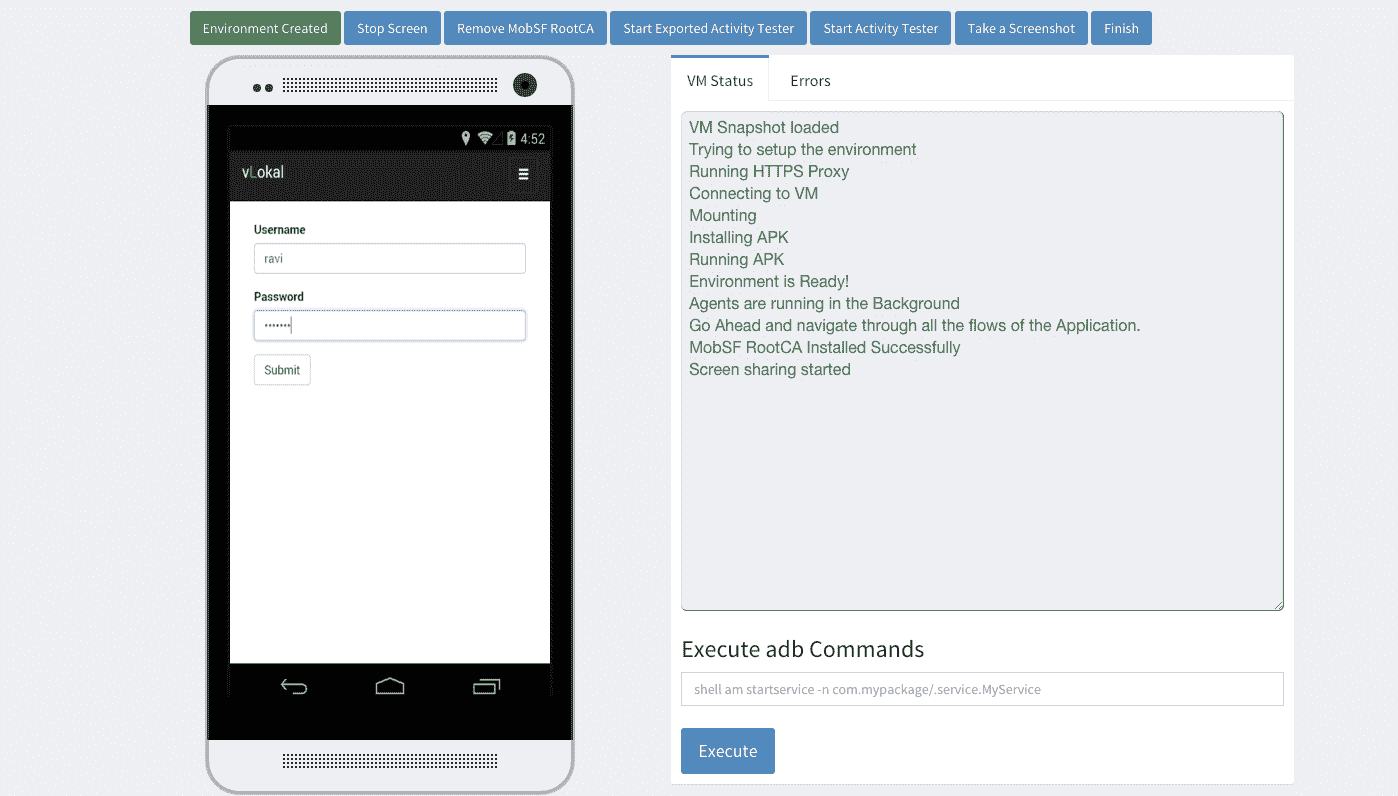 Environment Created Stop Screen Remove MobSF RootCA Start Exported Activity Tester Start Activity Tester Take a Screenshot Finish
4:52
vLokal
Username
ravi
Password
•••••••
Submit
VM Status Errors
VM Snapshot loaded
Trying to setup the environment
Running HTTPS Proxy
Connecting to VM
Mounting
Installing APK
Running APK
Environment is Ready!
Agents are running in the Background
Go Ahead and navigate through all the flows of the Application.
MobSF RootCA Installed Successfully
Screen sharing started
Execute adb Commands
shell am startservice -n com.mypackage/.service.MyService
Execute